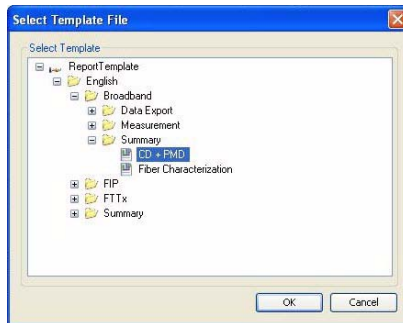 Select Template File
Select Template
ReportTemplate
English
Broadband
Data Export
Measurement
Summary
CD + PMD
Fiber Characterization
FIP
FTTx
Summary
OK Cancel